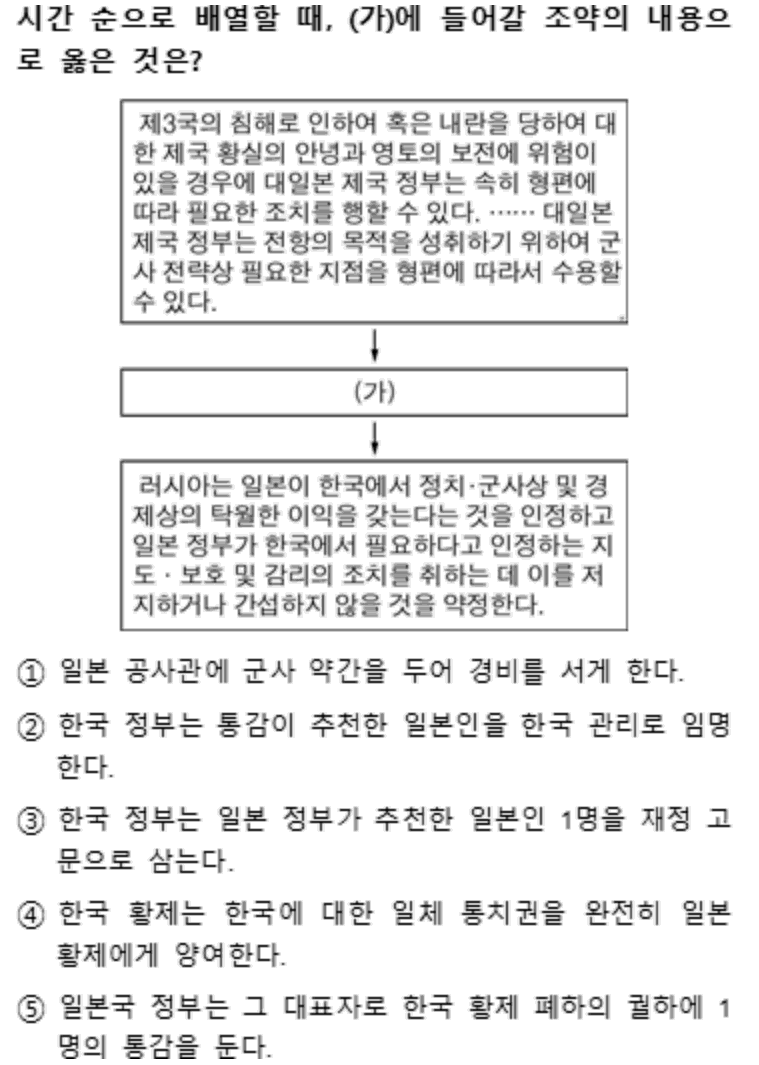 시간 순으로 배열할 때, (가)에 들어갈 조약의 내용으
로 옳은 것은?
제3국의 침해로 인하여 혹은 내란을 당하여 대
한 제국 황실의 안녕과 영토의 보전에 위험이
있을 경우에 대일본 제국 정부는 속히 형편에
따라 필요한 조치를 행할 수 있다. ⋯⋯ 대일본
제국 정부는 전항의 목적을 성취하기 위하여 군
사 전략상 필요한 지점을 형편에 따라서 수용할
수 있다.
(가)
러시아는 일본이 한국에서 정치·군사상 및 경
제상의 탁월한 이익을 갖는다는 것을 인정하고
일본 정부가 한국에서 필요하다고 인정하는 지
도·보호 및 감리의 조치를 취하는 데 이를 저
지하거나 간섭하지 않을 것을 약정한다.
① 일본 공사관에 군사 약간을 두어 경비를 서게 한다.
② 한국 정부는 통감이 추천한 일본인을 한국 관리로 임명
한다.
③ 한국 정부는 일본 정부가 추천한 일본인 1명을 재정 고
문으로 삼는다.
④ 한국 황제는 한국에 대한 일체 통치권을 완전히 일본
황제에게 양여한다.
⑤ 일본국 정부는 그 대표자로 한국 황제 폐하의 궐하에 1
명의 통감을 둔다.